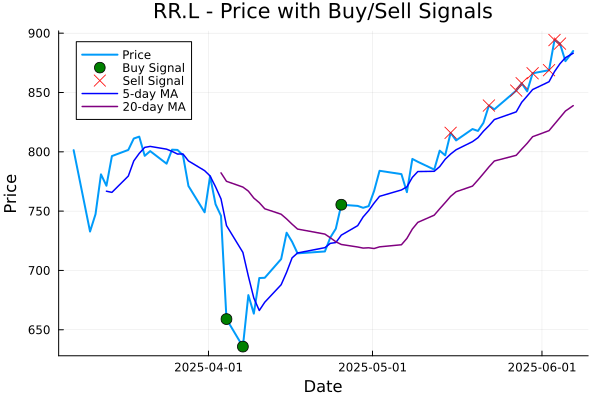 RR.L - Price with Buy/Sell Signals
Price
Buy Signal
Sell Signal
5-day MA
20-day MA
900
850
800
750
700
650
Price
2025-04-01
2025-05-01
2025-06-01
Date